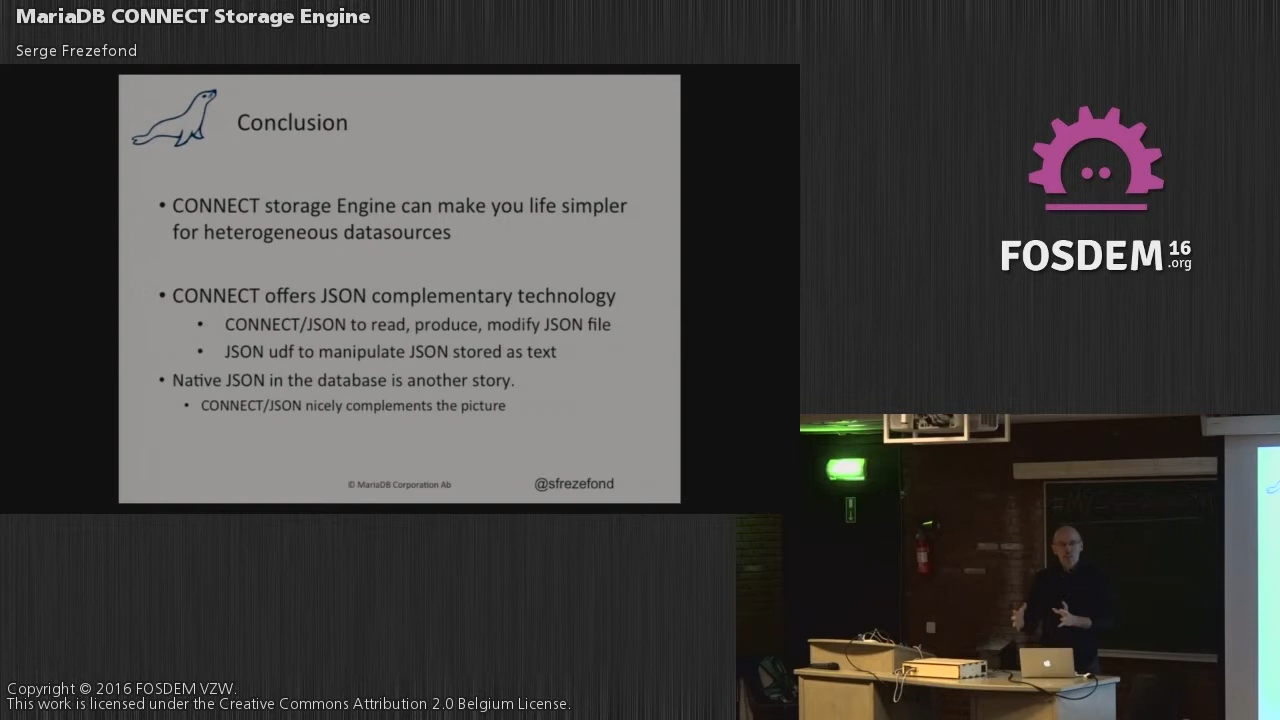 MariaDB CONNECT Storage Engine
Serge Frezefond
Conclusion
• CONNECT storage Engine can make you life simpler
for heterogeneous datasources
• CONNECT offers JSON complementary technology
• CONNECT/JSON to read, produce, modify JSON file
• JSON udf to manipulate JSON stored as text
• Native JSON in the database is another story.
• CONNECT/JSON nicely complements the picture
© MariaDB Corporation Ab
@sfrezefond
FOSDEM 16
.org
Copyright © 2016 FOSDEM VZW.
This work is licensed under the Creative Commons Attribution 2.0 Belgium License.